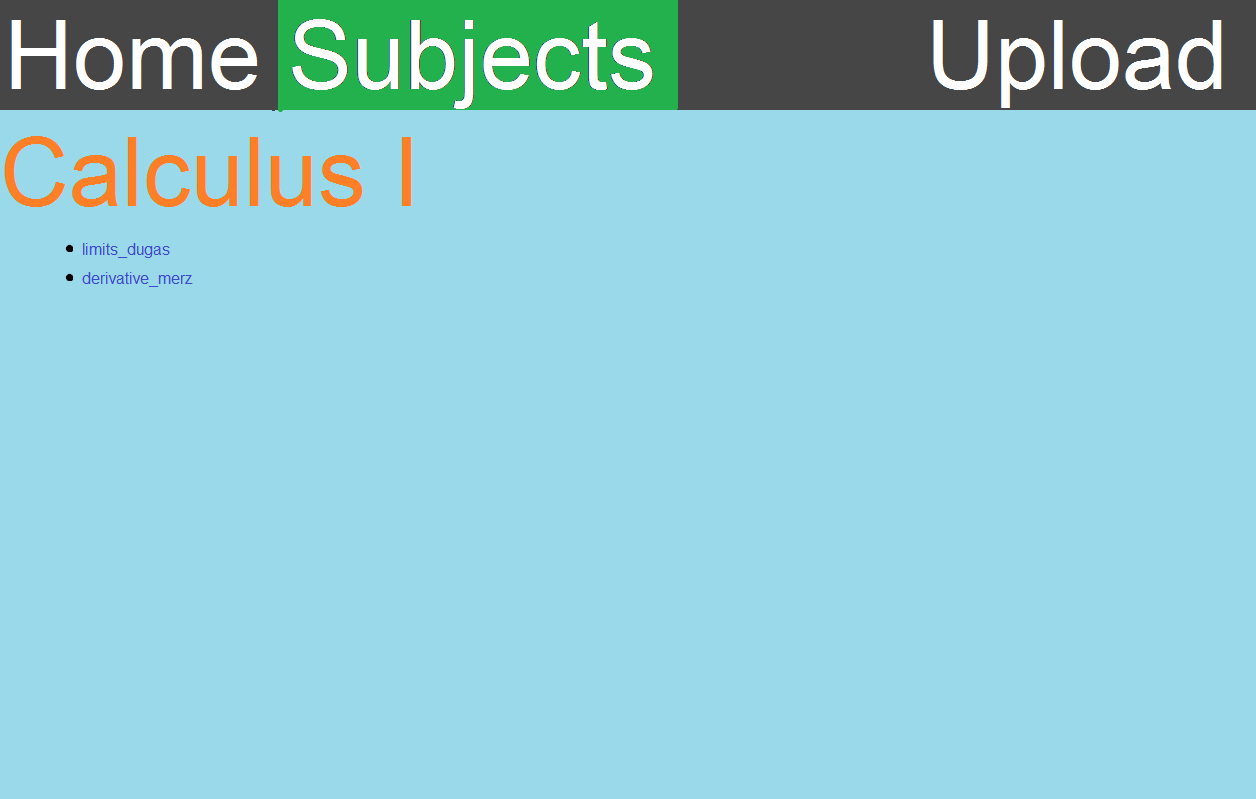 Home Subjects Upload
Calculus I
limits_dugas
derivative_merz